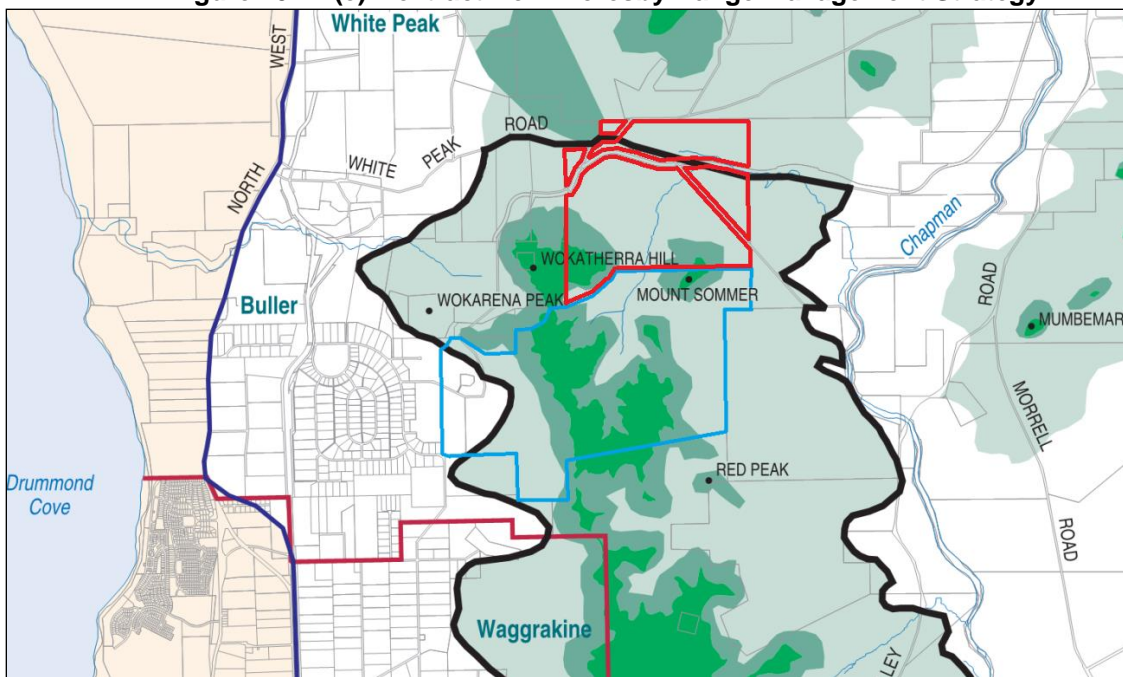 White Peak
WEST
ROAD
PEAK
WHITE
NORTH
Chapman
WOKATHERRA HILL
MOUNT SOMMER
WOKARENA PEAK
Buller
ROAD
MUMBEMAR
MORRELL
RED PEAK
Drummond
Cove
ROAD
Waggrakine
LEY